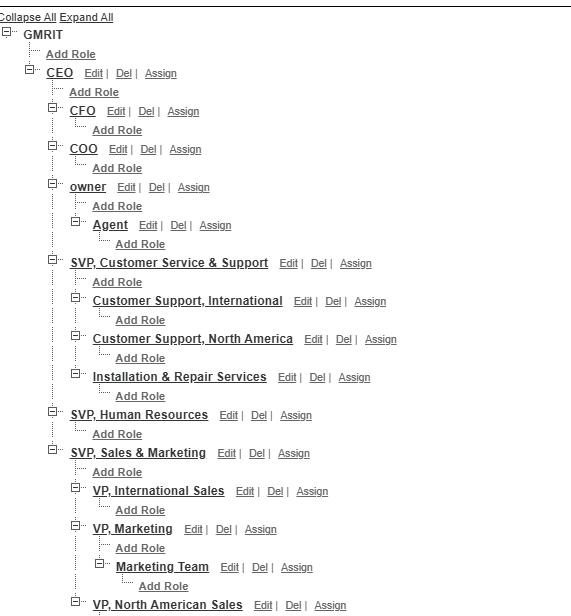 Collapse All Expand All
GMRIT
Add Role
CEO Edit | Del | Assign
Add Role
CFO Edit | Del | Assign
Add Role
COO Edit | Del | Assign
Add Role
owner Edit | Del | Assign
Add Role
Agent Edit | Del | Assign
Add Role
SVP, Customer Service & Support Edit | Del | Assign
Add Role
Customer Support, International Edit | Del | Assign
Add Role
Customer Support, North America Edit | Del | Assign
Add Role
Installation & Repair Services Edit | Del | Assign
Add Role
SVP, Human Resources Edit | Del | Assign
Add Role
SVP, Sales & Marketing Edit | Del | Assign
Add Role
VP, International Sales Edit | Del | Assign
Add Role
VP, Marketing Edit | Del | Assign
Add Role
Marketing Team Edit | Del | Assign
Add Role
VP, North American Sales Edit | Del | Assign